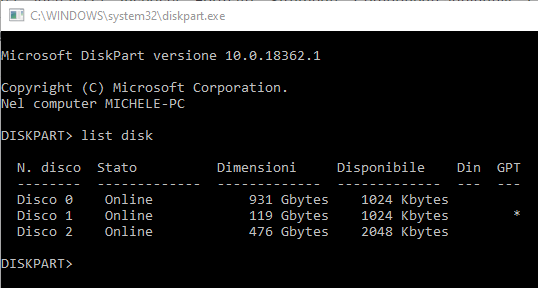 C:\WINDOWS\system32\diskpart.exe
Microsoft DiskPart versione 10.0.18362.1
Copyright (C) Microsoft Corporation.
Nel computer MICHELE-PC
DISKPART> list disk
N. disco  Stato          Dimensioni     Disponibile   Din  GPT
--------  -------------  -------------  -------------  ---  ---
Disco 0    Online          931 Gbytes    1024 Kbytes
Disco 1    Online          119 Gbytes    1024 Kbytes        *
Disco 2    Online          476 Gbytes    2048 Kbytes
DISKPART>